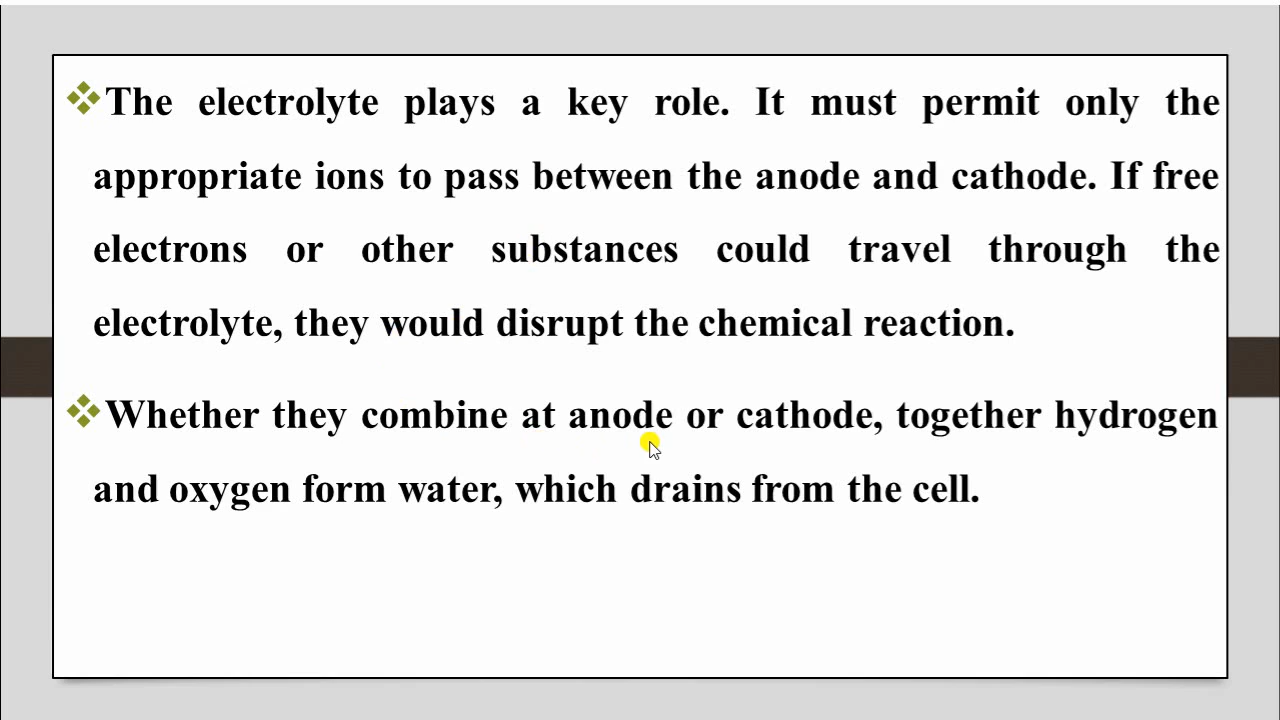 The electrolyte plays a key role. It must permit only the
appropriate ions to pass between the anode and cathode. If free
electrons or other substances could travel through the
electrolyte, they would disrupt the chemical reaction.
Whether they combine at anode or cathode, together hydrogen
and oxygen form water, which drains from the cell.